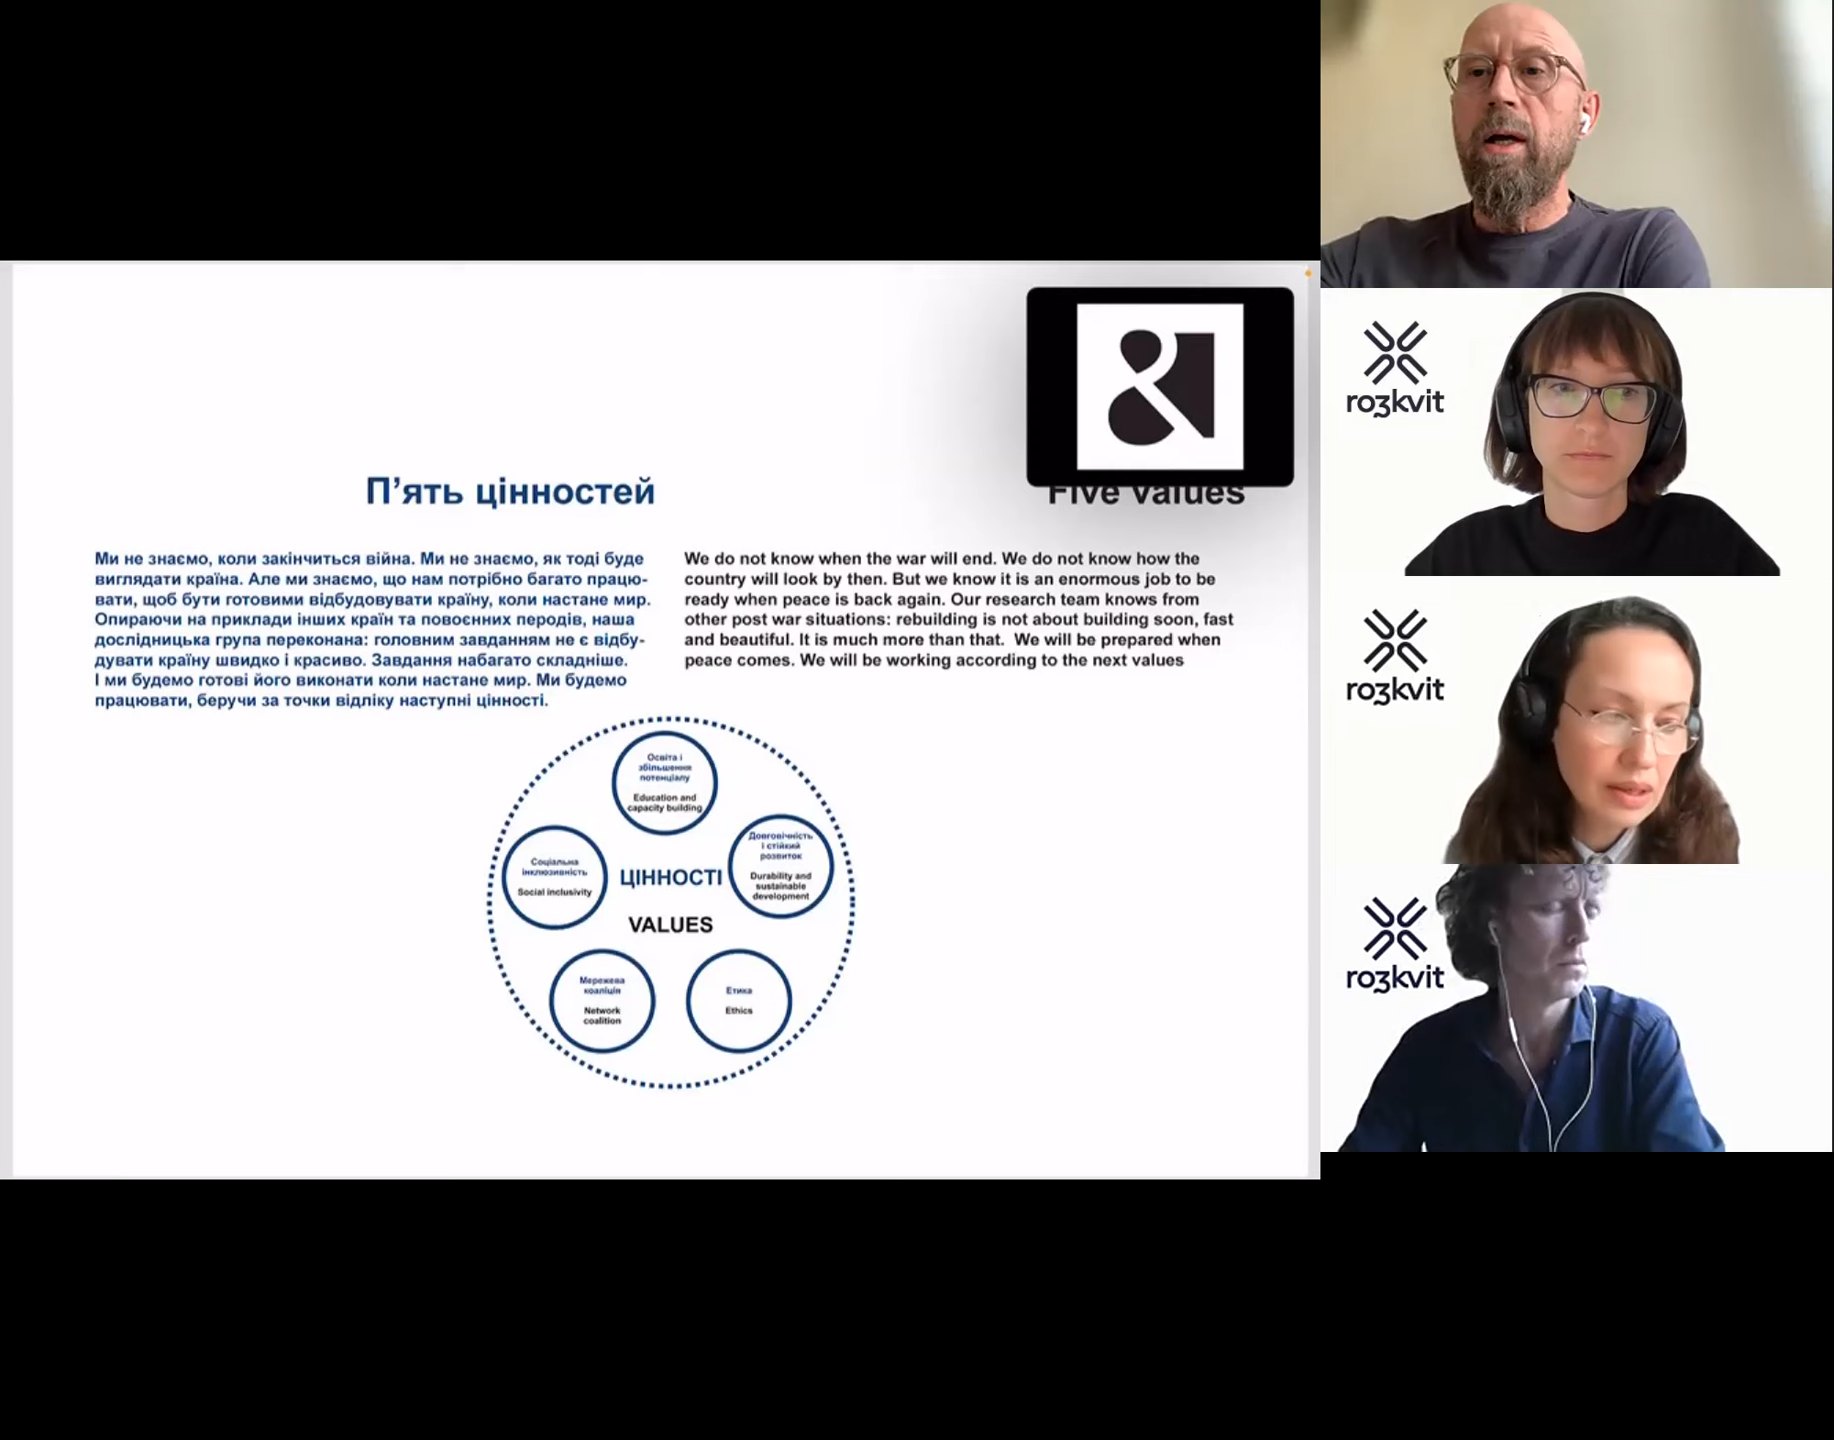 П’ять цінностей
Five values
Ми не знаємо, коли закінчиться війна. Ми не знаємо, як тоді буде
виглядати країна. Але ми знаємо, що нам потрібно багато працю-
вати, щоб бути готовими відбудовувати країну, коли настане мир.
Опираючи на приклади інших країн та повоєнних перодів, наша
дослідницька група переконана: головним завданням не є відбу-
дувати країну швидко і красиво. Завдання набагато складніше.
І ми будемо готові його виконати коли настане мир. Ми будемо
працювати, беручи за точки відліку наступні цінності.
We do not know when the war will end. We do not know how the
country will look by then. But we know it is an enormous job to be
ready when peace is back again. Our research team knows from
other post war situations: rebuilding is not about building soon, fast
and beautiful. It is much more than that.  We will be prepared when
peace comes. We will be working according to the next values
Освіта і
збільшення
потенціалу
Education and
capacity building
Довговічність
і стійкий
розвиток
Durability and
sustainable
development
Соціальна
інклюзивність
Social inclusivity
ЦІННОСТІ
VALUES
Мережева
коаліція
Network
coalition
Етика
Ethics
&
roзkvit
roзkvit
roзkvit